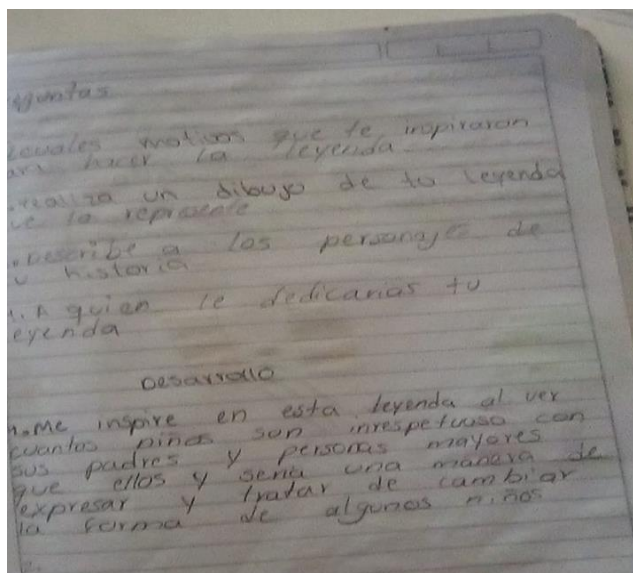 guntas
cuales motivos que te inspiraron
hacer la leyenda
realiza un dibujo de tu leyenda
ue lo represente
Describe a los personajes de
u historia
A quien le dedicarias tu
eyenda
Desarrollo
1. Me inspire en esta leyenda al ver
cuantos niños son irrespetuoso con
sus padres y personas mayores
que ellos y seria una manera de
expresar y tratar de cambiar
la forma de algunos niños